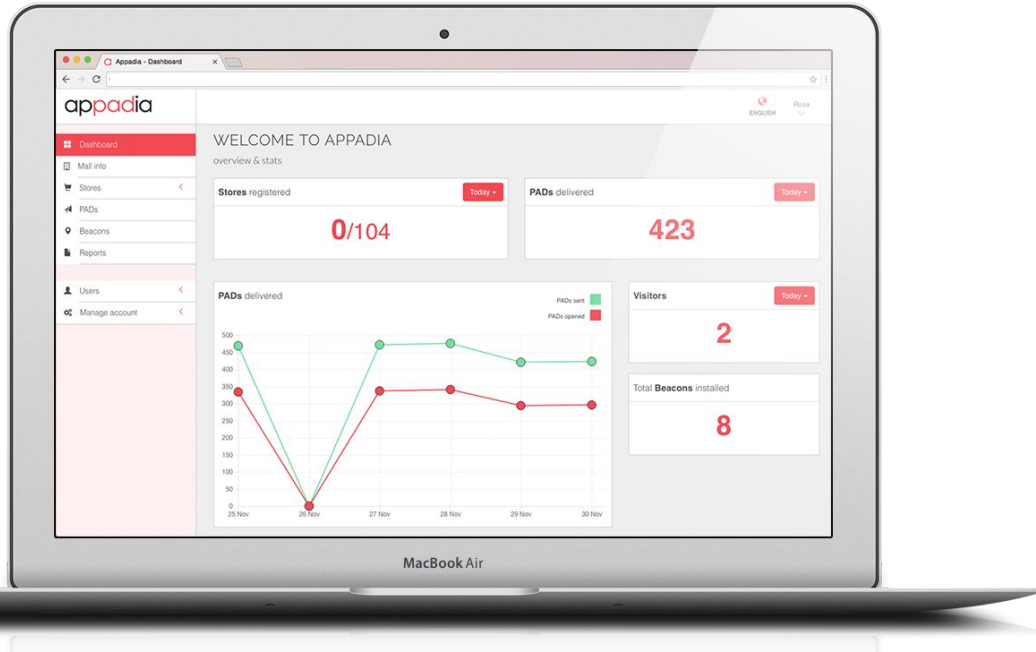 Appadia - Dashboard
appadia
ENGLISH
Rosa
Dashboard
Mall info
Stores
PADs
Beacons
Reports
Users
Manage account
WELCOME TO APPADIA
overview & stats
Stores registered
Today
0/104
PADs delivered
Today
423
PADs delivered
PADs sent
PADs opened
500
450
400
350
300
250
200
150
100
50
0
25 Nov
26 Nov
27 Nov
28 Nov
29 Nov
30 Nov
Visitors
Today
2
Total Beacons installed
8
MacBook Air